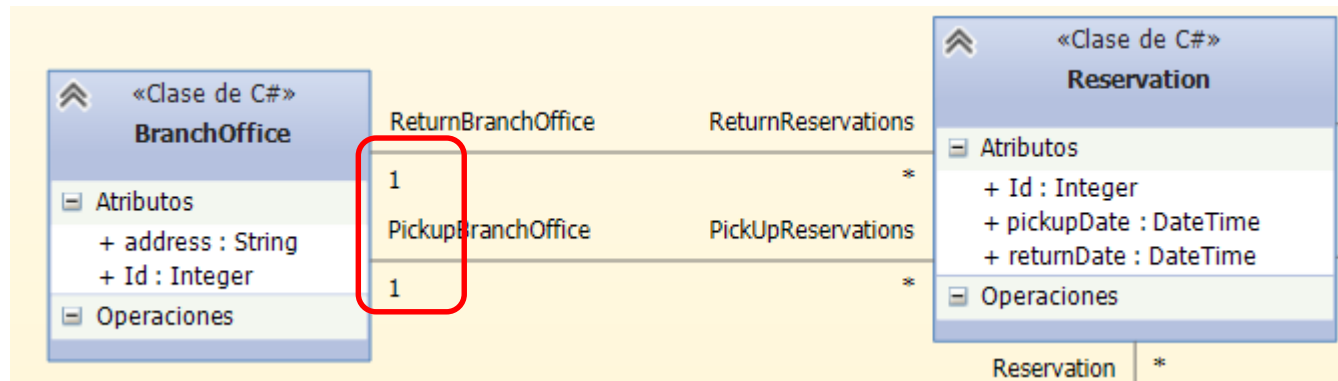 «Clase de C#»
BranchOffice
Atributos
+ address : String
+ Id : Integer
Operaciones
ReturnBranchOffice
ReturnReservations
1
*
PickupBranchOffice
PickUpReservations
1
*
«Clase de C#»
Reservation
Atributos
+ Id : Integer
+ pickupDate : DateTime
+ returnDate : DateTime
Operaciones
Reservation
*